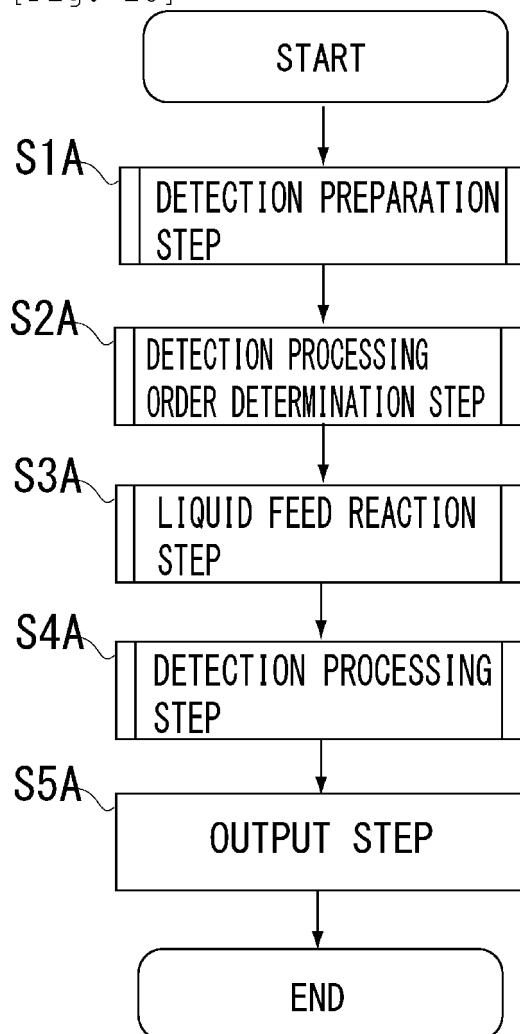 START
S1A
DETECTION PREPARATION
STEP
S2A
DETECTION PROCESSING
ORDER DETERMINATION STEP
S3A
LIQUID FEED REACTION
STEP
S4A
DETECTION PROCESSING
STEP
S5A
OUTPUT STEP
END